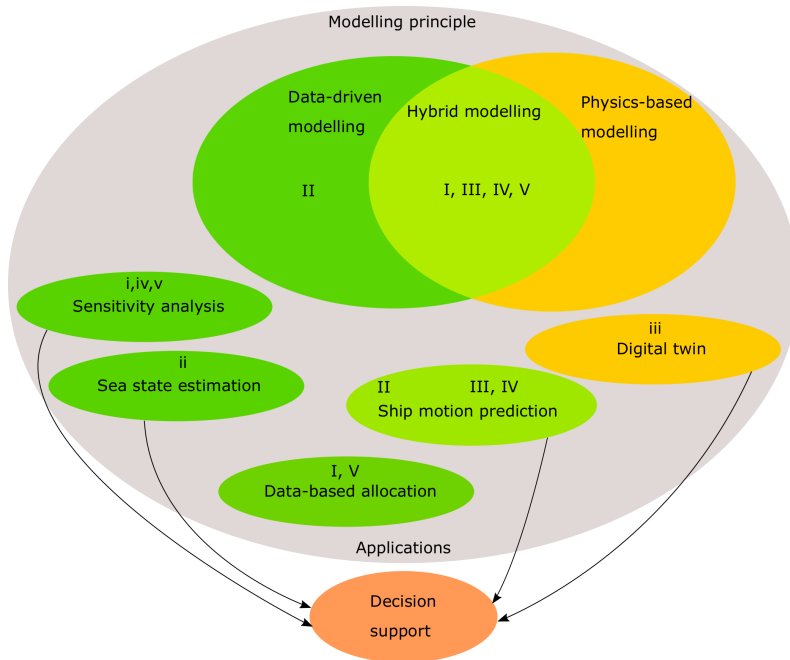 Modelling principle
Data-driven
modelling
Hybrid modelling
Physics-based
modelling
II
I, III, IV, V
i,iv,v
Sensitivity analysis
iii
Digital twin
ii
Sea state estimation
II III, IV
Ship motion prediction
I, V
Data-based allocation
Applications
Decision
support